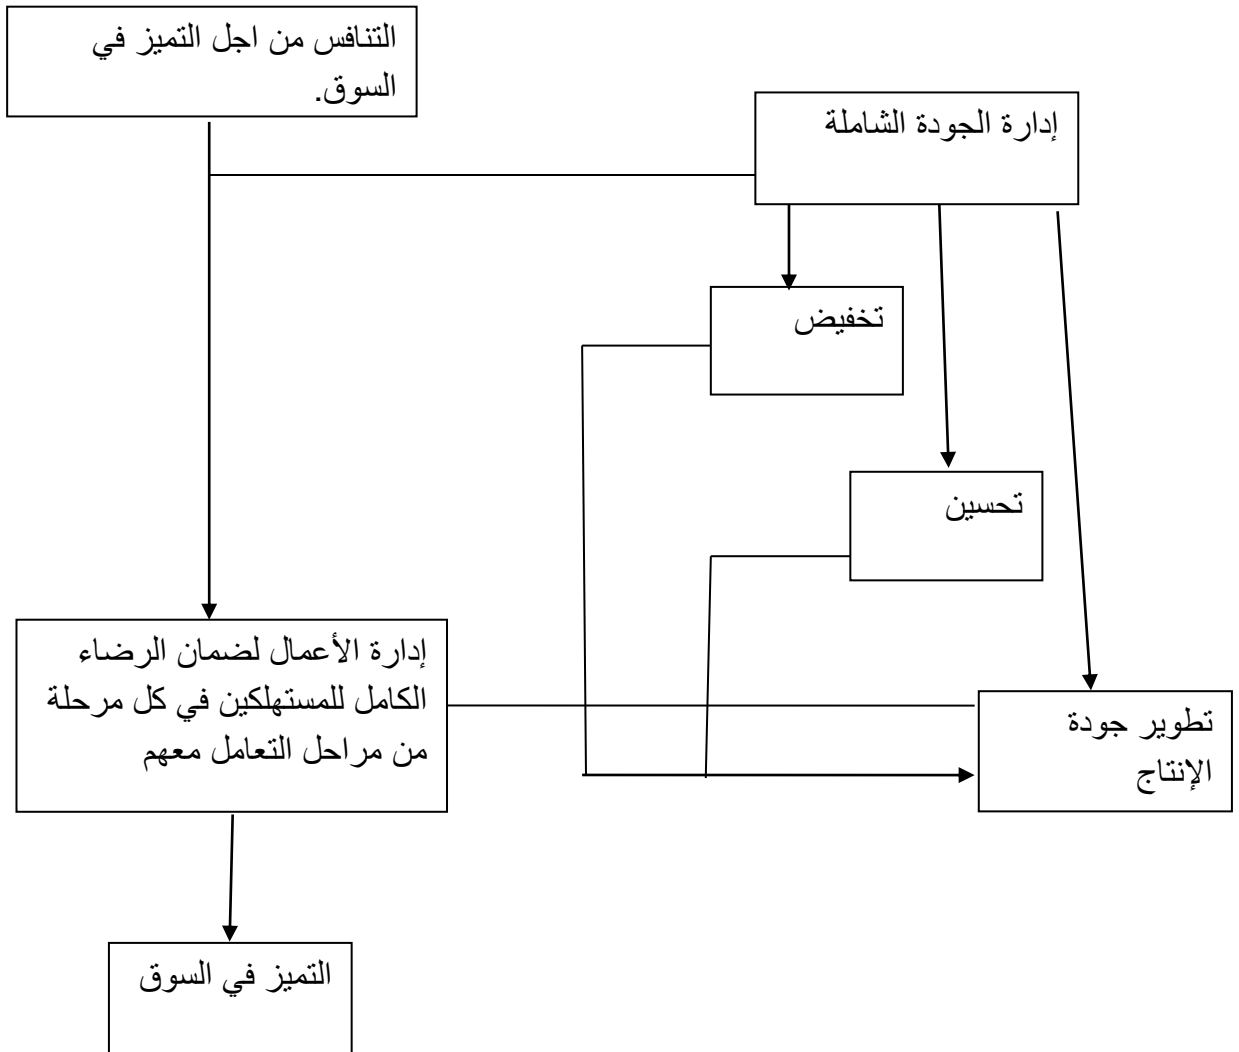 التنافس من اجل التميز في
السوق.
إدارة الجودة الشاملة
تخفيض
تحسين
إدارة الأعمال لضمان الرضاء
الكامل للمستهلكين في كل مرحلة
من مراحل التعامل معهم
تطوير جودة
الإنتاج
التميز في السوق